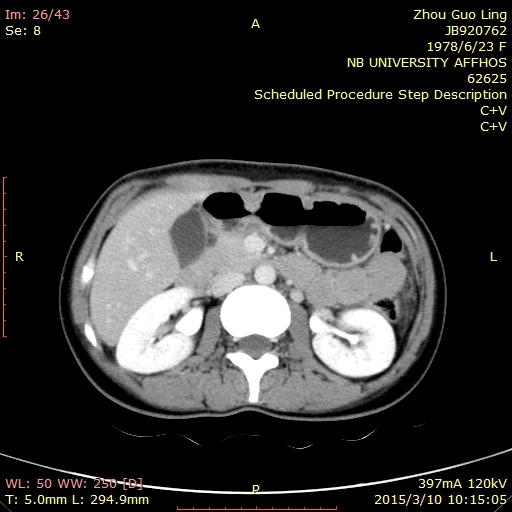 Im: 26/43
Se: 8
A
Zhou Guo Ling
JB920762
1978/6/23 F
NB UNIVERSITY AFFHOS
62625
Scheduled Procedure Step Description
C+V
C+V
R
L
WL: 50 WW: 250 [D]
T: 5.0mm L: 294.9mm
P
397mA 120kV
2015/3/10 10:15:05